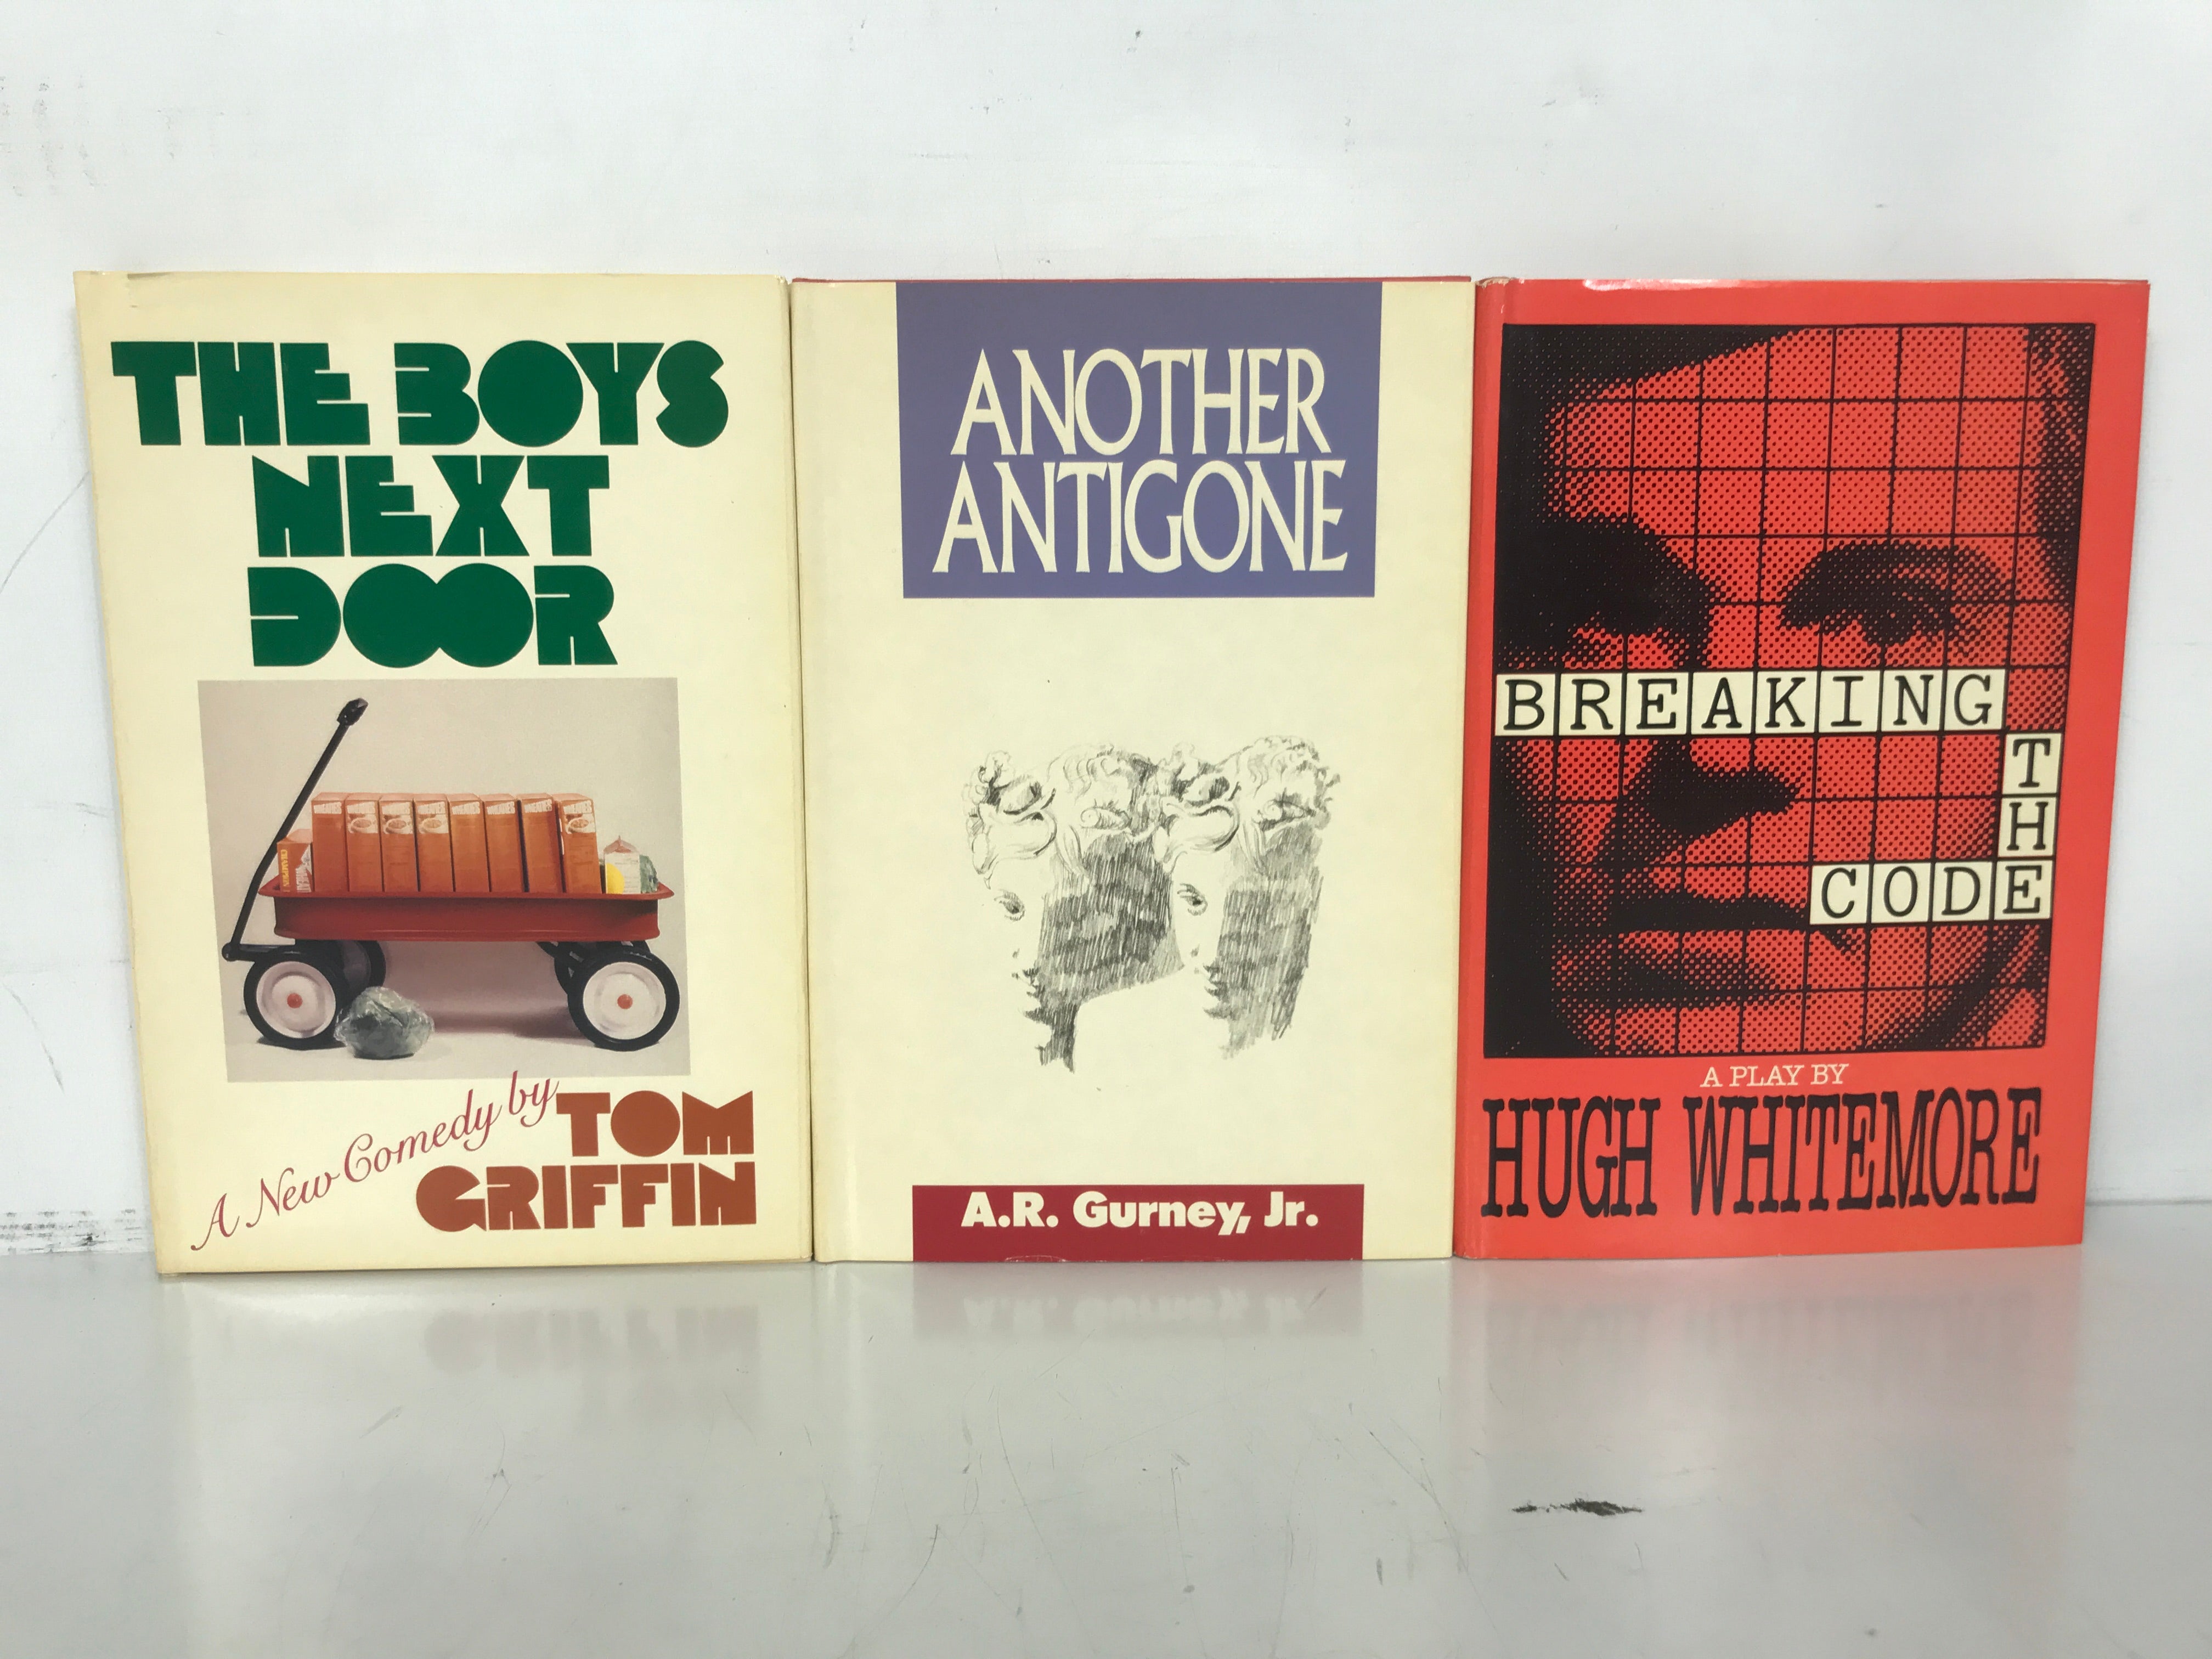 THE BOYS
NEXT
DOOR
A New Comedy by
TOM
GRIFFIN
ANOTHER
ANTIGONE
A.R. Gurney, Jr.
BREAKING
THE
CODE
A PLAY BY
HUGH WHITEMORE